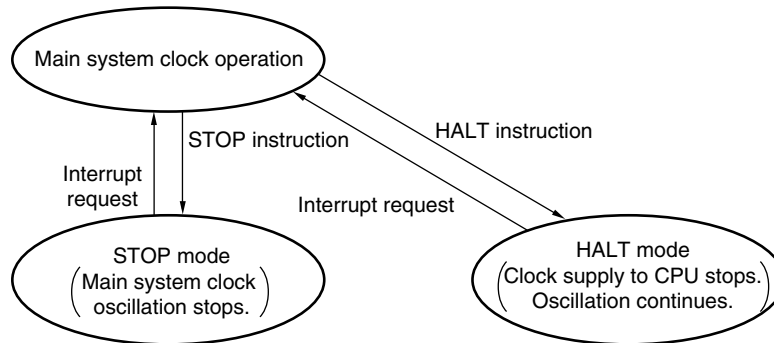 Main system clock operation
STOP instruction
HALT instruction
Interrupt
request
Interrupt request
STOP mode
(Main system clock
oscillation stops.)
HALT mode
(Clock supply to CPU stops.
Oscillation continues.)